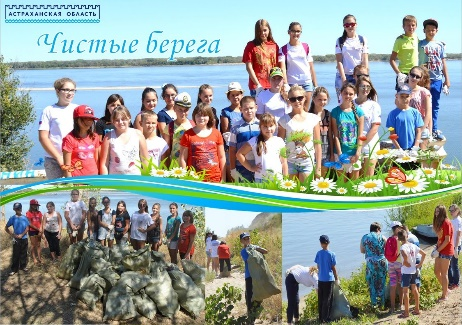 АСТРАХАНСКАЯ ОБЛАСТЬ
Чистые берега